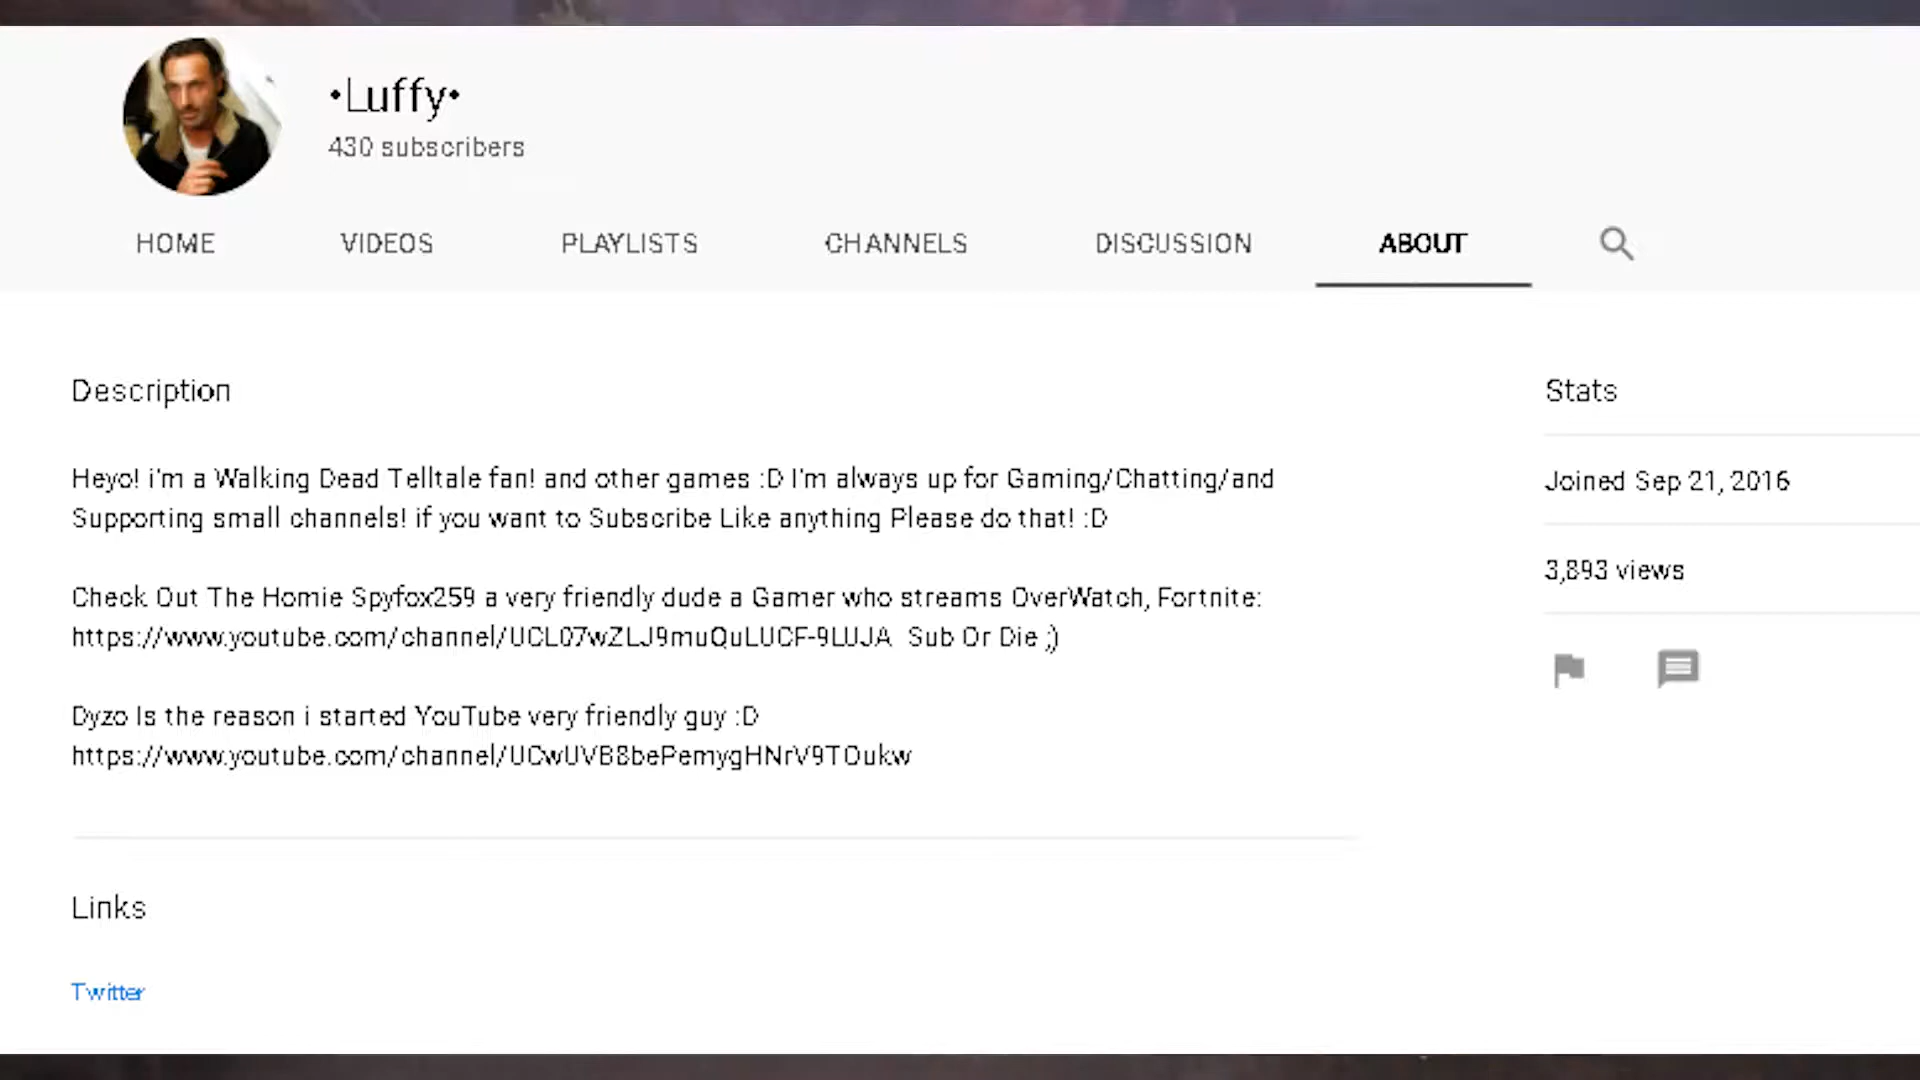 •Luffy•
430 subscribers
HOME VIDEOS PLAYLISTS CHANNELS DISCUSSION ABOUT
Description
Stats
Heyo! i'm a Walking Dead Telltale fan! and other games :D I'm always up for Gaming/Chatting/and
Supporting small channels! if you want to Subscribe Like anything Please do that! :D
Joined Sep 21, 2016
3,893 views
Check Out The Homie Spyfox259 a very friendly dude a Gamer who streams OverWatch, Fortnite:
https://www.youtube.com/channel/UCL07wZLJ9muQuLUCF-9LUJA Sub Or Die ;)
Dyzo Is the reason i started YouTube very friendly guy :D
https://www.youtube.com/channel/UCwUVB8bePemygHNrV9TOukw
Links
Twitter